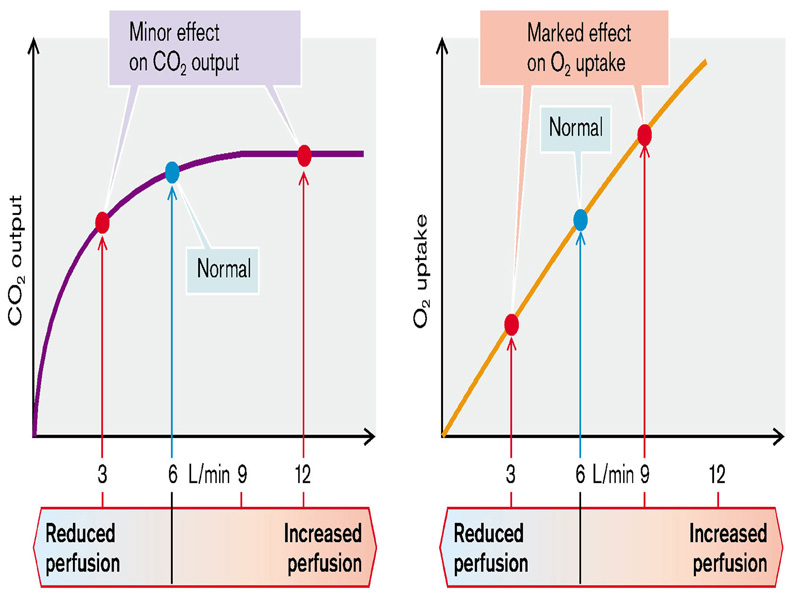 Minor effect
on CO₂ output
Normal
CO₂ output
3 6 L/min 9 12
Reduced
perfusion
Increased
perfusion
Marked effect
on O₂ uptake
Normal
O₂ uptake
3 6 L/min 9 12
Reduced
perfusion
Increased
perfusion